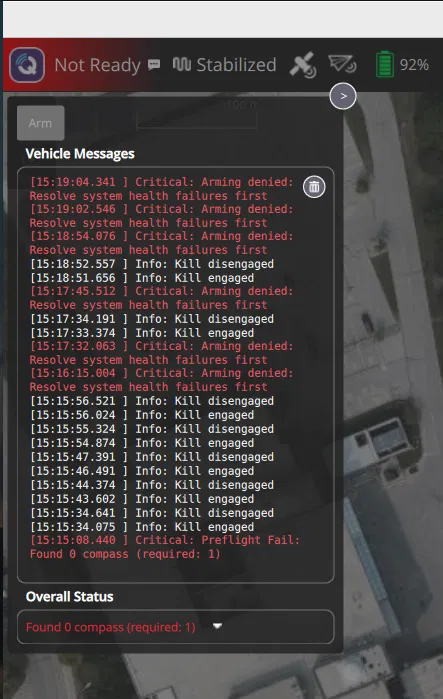 Not Ready
Stabilized
92%
>
100 m
Arm
Vehicle Messages
[15:19:04.341 ] Critical: Arming denied:
Resolve system health failures first
[15:19:02.546 ] Critical: Arming denied:
Resolve system health failures first
[15:18:54.076 ] Critical: Arming denied:
Resolve system health failures first
[15:18:52.557 ] Info: Kill disengaged
[15:18:51.656 ] Info: Kill engaged
[15:17:45.512 ] Critical: Arming denied:
Resolve system health failures first
[15:17:34.191 ] Info: Kill disengaged
[15:17:33.374 ] Info: Kill engaged
[15:17:32.063 ] Critical: Arming denied:
Resolve system health failures first
[15:16:15.004 ] Critical: Arming denied:
Resolve system health failures first
[15:15:56.521 ] Info: Kill disengaged
[15:15:56.024 ] Info: Kill engaged
[15:15:55.324 ] Info: Kill disengaged
[15:15:54.874 ] Info: Kill engaged
[15:15:47.391 ] Info: Kill disengaged
[15:15:46.491 ] Info: Kill engaged
[15:15:44.374 ] Info: Kill disengaged
[15:15:43.602 ] Info: Kill engaged
[15:15:34.641 ] Info: Kill disengaged
[15:15:34.075 ] Info: Kill engaged
[15:15:08.440 ] Critical: Preflight Fail:
Found 0 compass (required: 1)
Overall Status
Found 0 compass (required: 1)